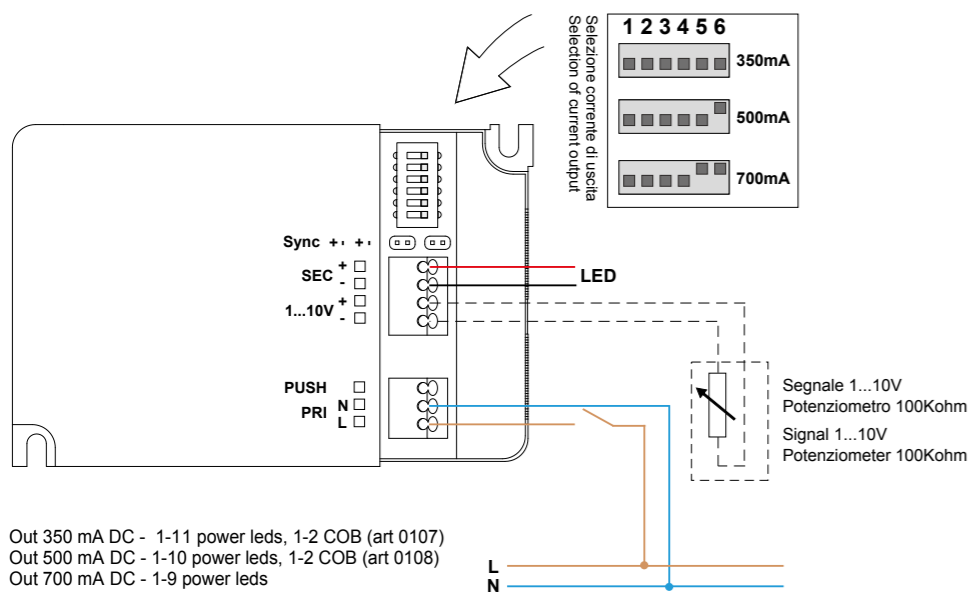 Selezione corrente di uscita
Selection of current output
1 2 3 4 5 6
350mA
500mA
700mA
Sync + - + -
SEC + -
LED
1...10V + -
PUSH
PRI N L
Segnale 1...10V
Potenziometro 100Kohm
Signal 1...10V
Potenziometer 100Kohm
Out 350 mA DC - 1-11 power leds, 1-2 COB (art 0107)
Out 500 mA DC - 1-10 power leds, 1-2 COB (art 0108)
Out 700 mA DC - 1-9 power leds
L
N